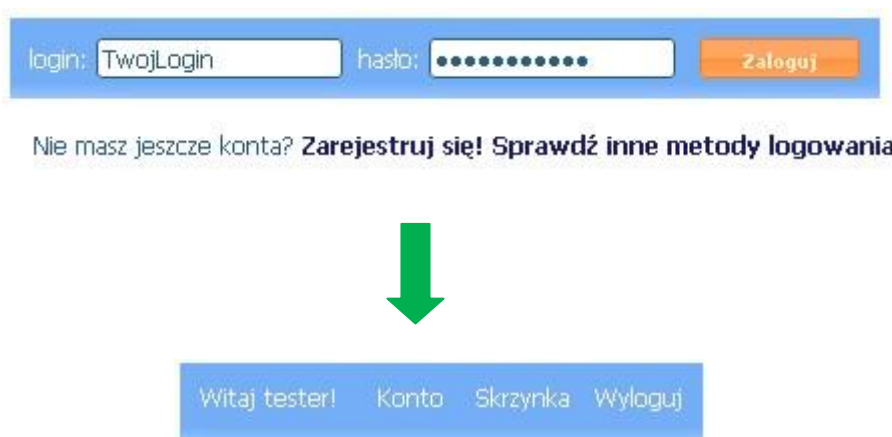 login: TwojLogin hasło: Zaloguj
Nie masz jeszcze konta? Zarejestruj się! Sprawdź inne metody logowania
Witaj tester! Konto Skrzynka Wyloguj